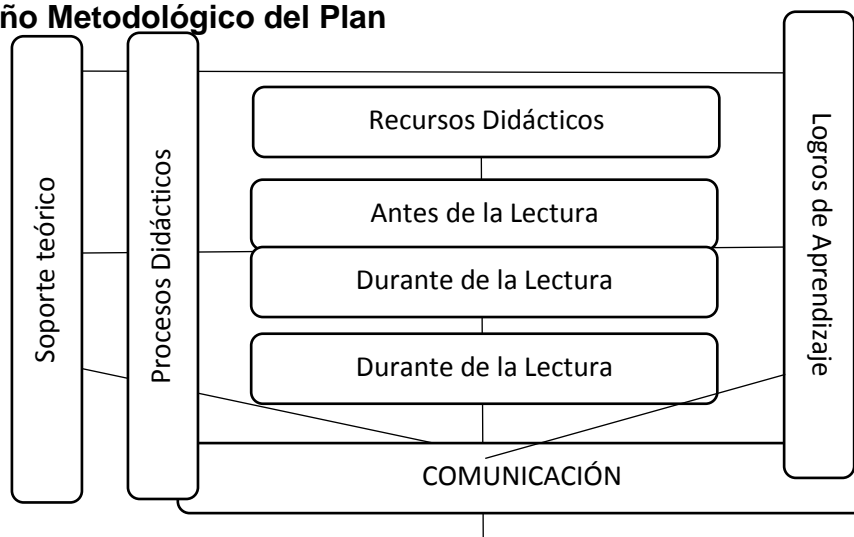 ño Metodológico del Plan
Soporte teórico
Procesos Didácticos
Recursos Didácticos
Antes de la Lectura
Durante de la Lectura
Durante de la Lectura
COMUNICACIÓN
Logros de Aprendizaje